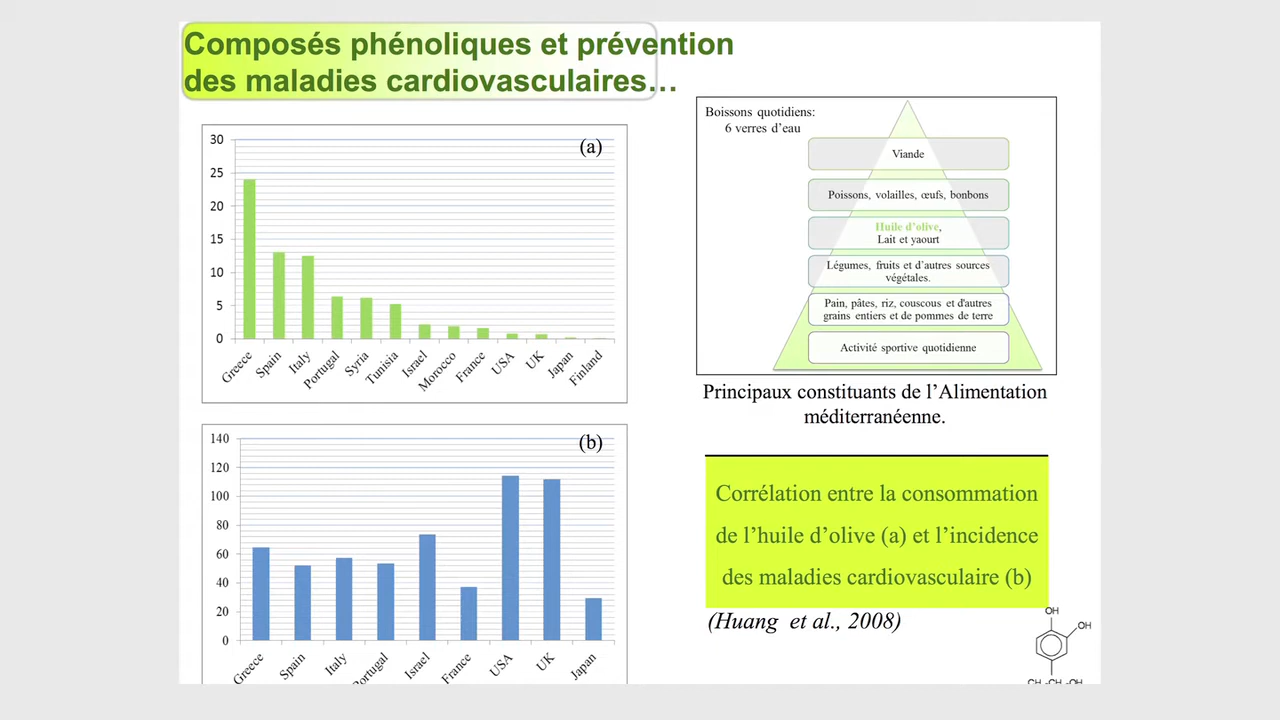 Composés phénoliques et prévention
des maladies cardiovasculaires…
(a)
30
25
20
15
10
5
0
Greece
Spain
Italy
Portugal
Syria
Tunisia
Israel
Morocco
France
USA
UK
Japan
Finland
(b)
140
120
100
80
60
40
20
0
Greece
Spain
Italy
ortugal
Israel
France
USA
UK
Japan
Boissons quotidiens:
6 verres d’eau
Viande
Poissons, volailles, œufs, bonbons
Huile d’olive,
Lait et yaourt
Légumes, fruits et d’autres sources
végétales.
Pain, pâtes, riz, couscous et d'autres
grains entiers et de pommes de terre
Activité sportive quotidienne
Principaux constituants de l’Alimentation
méditerranéenne.
Corrélation entre la consommation
de l’huile d’olive (a) et l’incidence
des maladies cardiovasculaire (b)
(Huang et al., 2008)
OH
OH